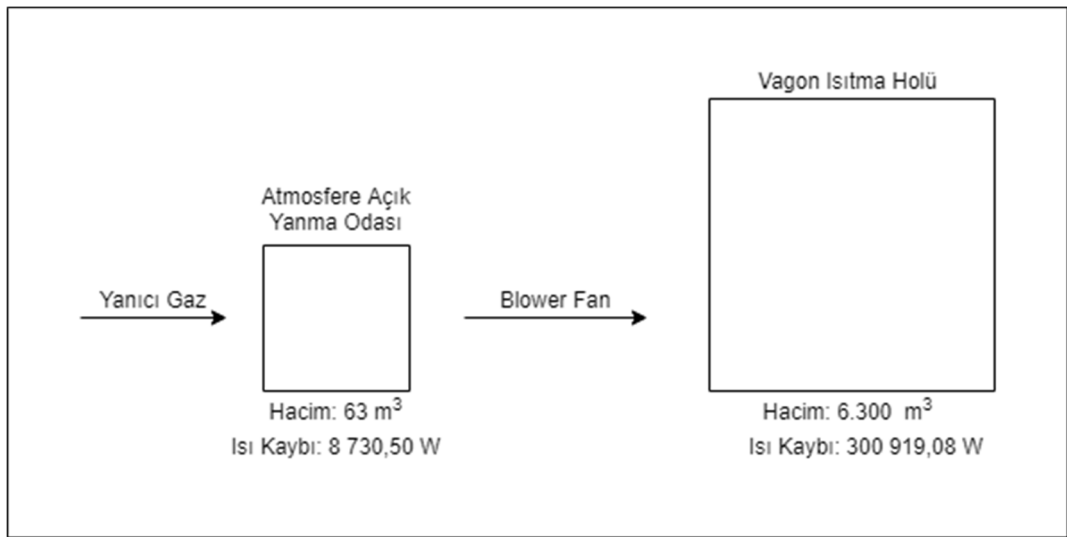 Vagon Isıtma Holü
Atmosfere Açık
Yanma Odası
Yanıcı Gaz
Blower Fan
Hacim: 63 m³
Isı Kaybı: 8 730,50 W
Hacim: 6.300 m³
Isı Kaybı: 300 919,08 W